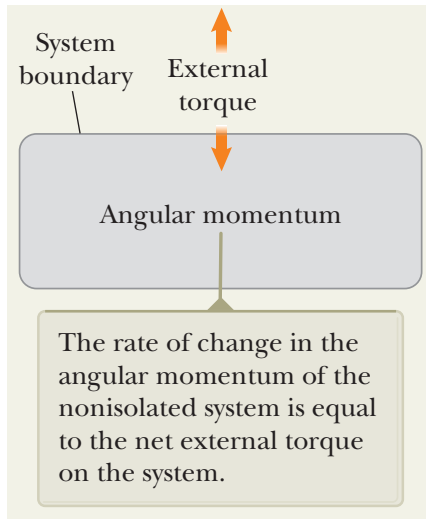 System
boundary
External
torque
Angular momentum
The rate of change in the
angular momentum of the
nonisolated system is equal
to the net external torque
on the system.